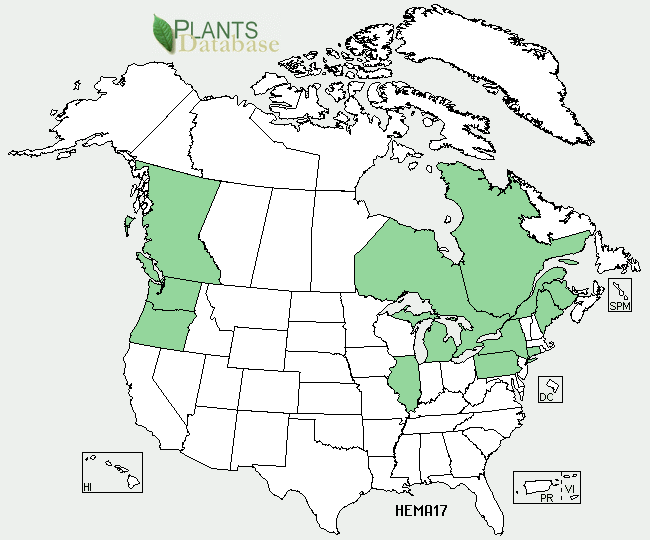 PLANTS
Database
SPM
DC
HI
PR
VI
HEMA17